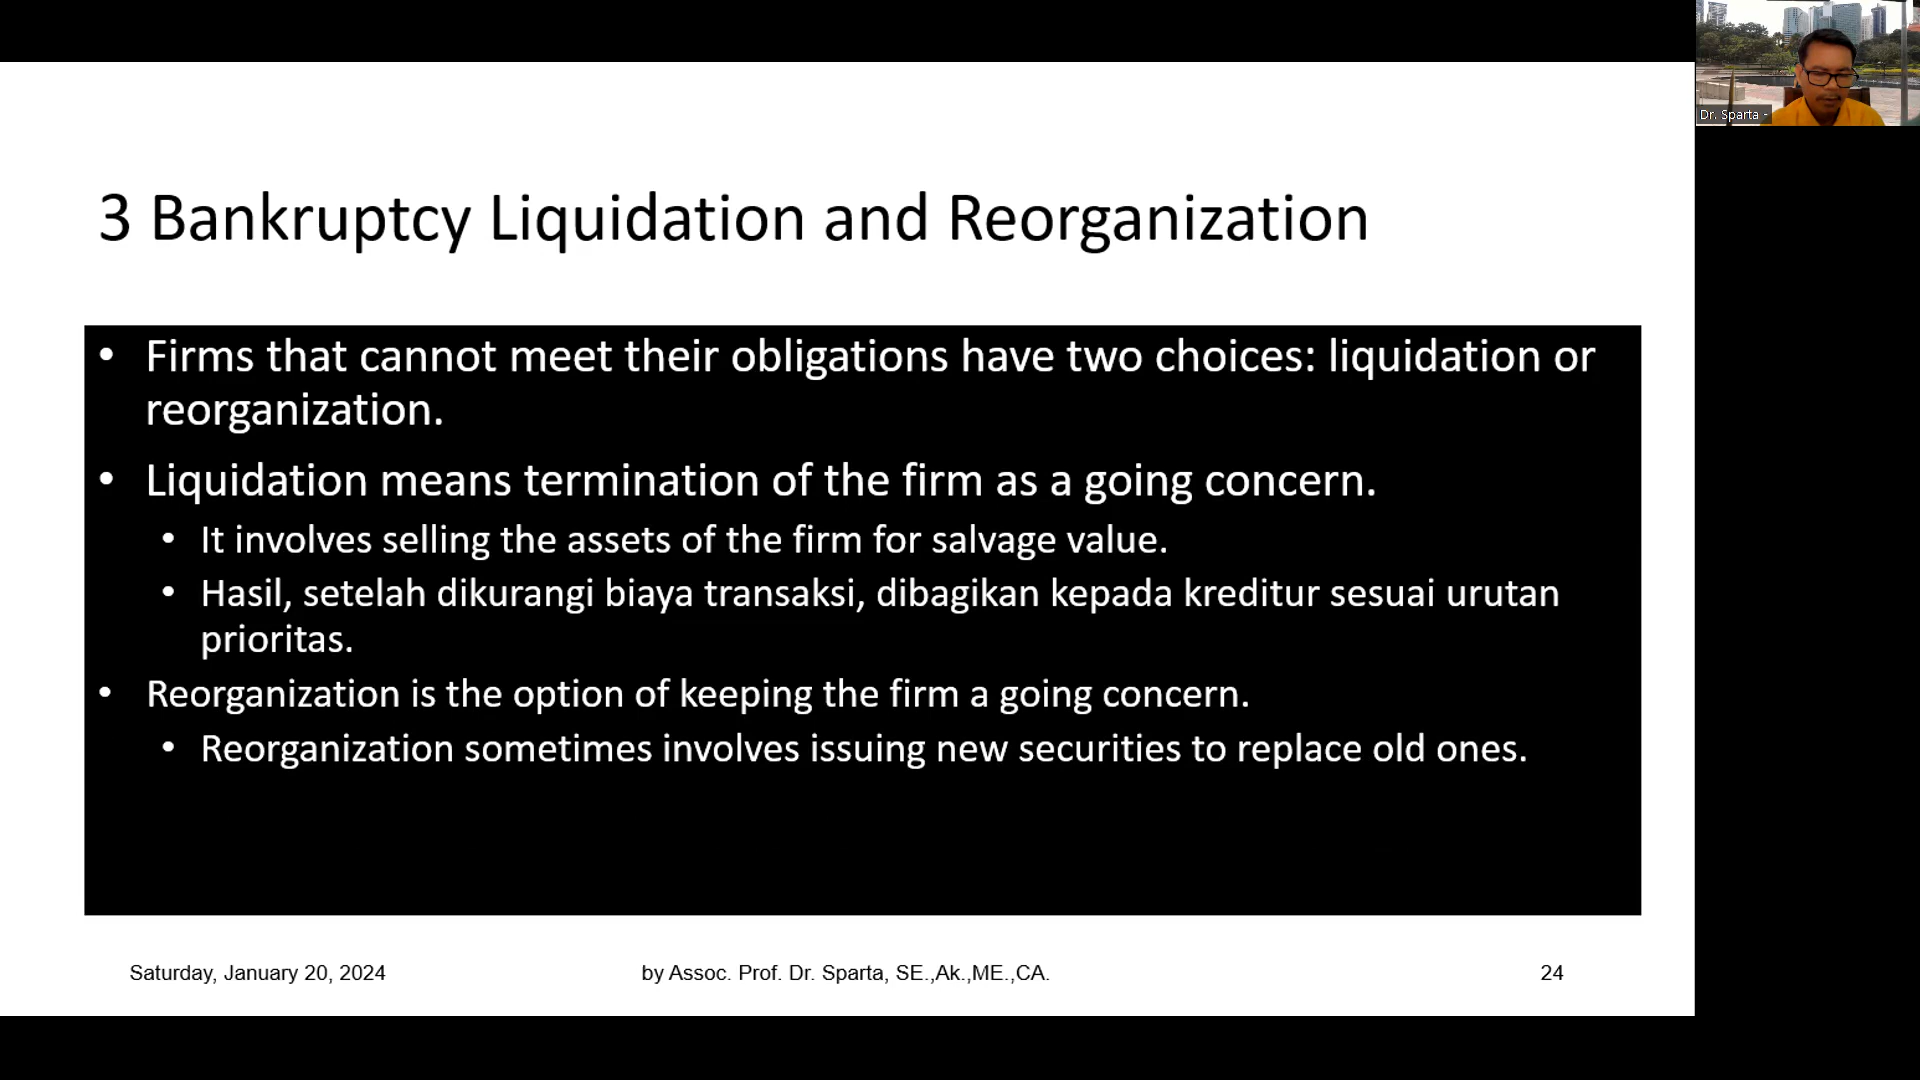 Dr. Sparta -
3 Bankruptcy Liquidation and Reorganization
• Firms that cannot meet their obligations have two choices: liquidation or
reorganization.
• Liquidation means termination of the firm as a going concern.
• It involves selling the assets of the firm for salvage value.
• Hasil, setelah dikurangi biaya transaksi, dibagikan kepada kreditur sesuai urutan
prioritas.
• Reorganization is the option of keeping the firm a going concern.
• Reorganization sometimes involves issuing new securities to replace old ones.
Saturday, January 20, 2024
by Assoc. Prof. Dr. Sparta, SE.,Ak.,ME.,CA.
24